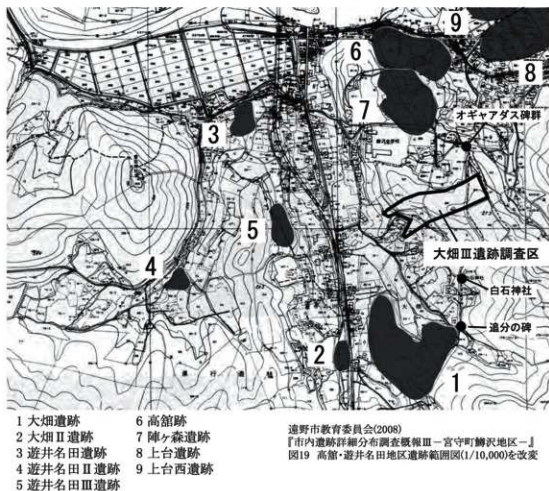 9
6
8
7
オギャアダス碑群
3
5
大畑Ⅲ遺跡調査区
4
白石神社
追分の碑
2
1
1 大畑遺跡
2 大畑Ⅱ遺跡
3 遊井名田遺跡
4 遊井名田Ⅱ遺跡
5 遊井名田Ⅲ遺跡
6 高舘遺跡
7 陣ヶ森遺跡
8 上台遺跡
9 上台西遺跡
遠野市教育委員会(2008)
『市内遺跡詳細分布調査概報Ⅲ－宮守町鱒沢地区－』
図19 高舘・遊井名田地区遺跡範囲図(1/10,000)を改変